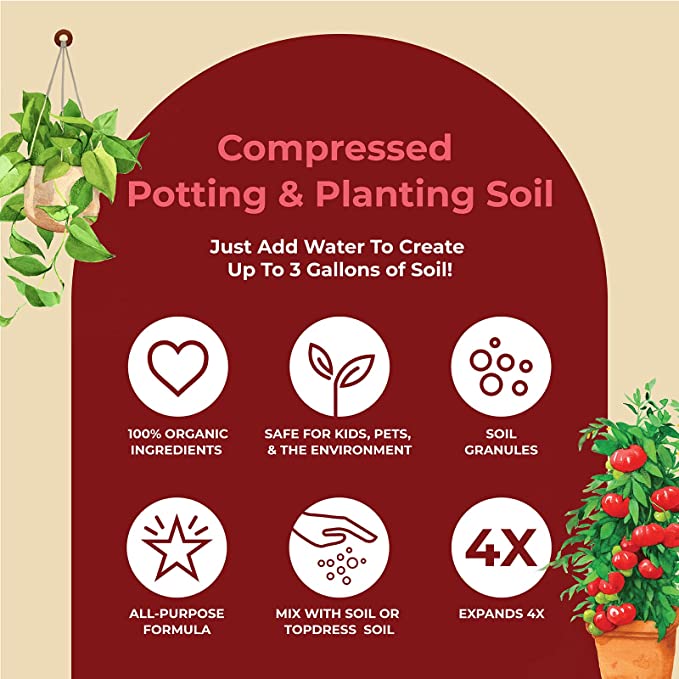 Compressed
Potting & Planting Soil
Just Add Water To Create
Up To 3 Gallons of Soil!
100% ORGANIC
INGREDIENTS
SAFE FOR KIDS, PETS,
& THE ENVIRONMENT
SOIL
GRANULES
ALL-PURPOSE
FORMULA
MIX WITH SOIL OR
TOPDRESS SOIL
4X
EXPANDS 4X